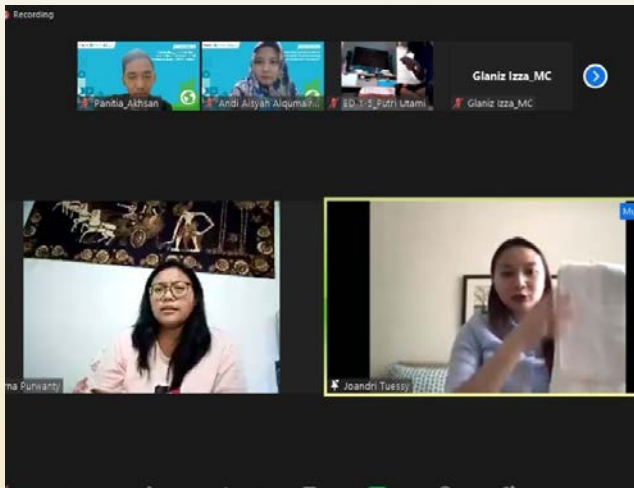 Recording
Glaniz Izza_MC
Panitia_Akhsan
Andi Aisyah Alqumai
ED-1-5_Putri Utami
Glaniz Izza_MC
ma Purwanty
Joandri Tuessy